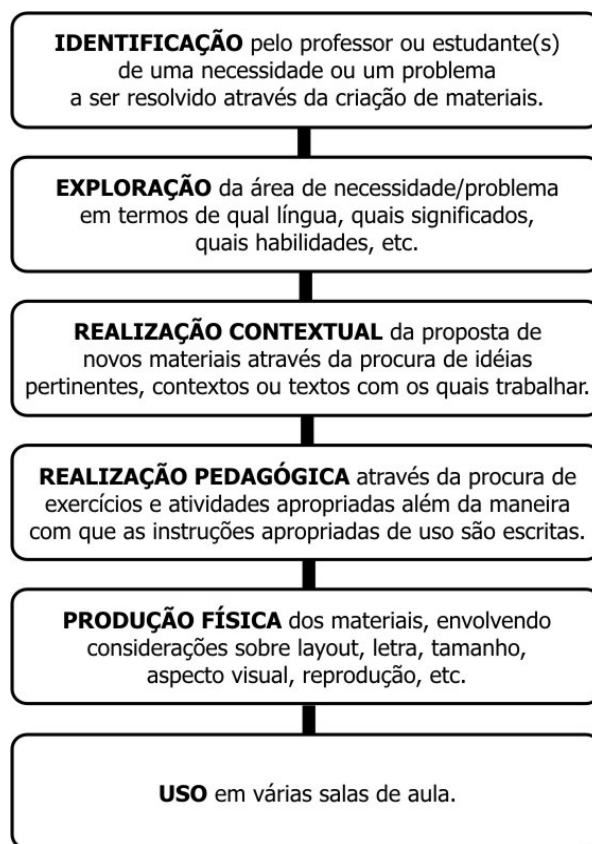 IDENTIFICAÇÃO pelo professor ou estudante(s)
de uma necessidade ou um problema
a ser resolvido através da criação de materiais.
EXPLORAÇÃO da área de necessidade/problema
em termos de qual língua, quais significados,
quais habilidades, etc.
REALIZAÇÃO CONTEXTUAL da proposta de
novos materiais através da procura de idéias
pertinentes, contextos ou textos com os quais trabalhar.
REALIZAÇÃO PEDAGÓGICA através da procura de
exercícios e atividades apropriadas além da maneira
com que as instruções apropriadas de uso são escritas.
PRODUÇÃO FÍSICA dos materiais, envolvendo
considerações sobre layout, letra, tamanho,
aspecto visual, reprodução, etc.
USO em várias salas de aula.